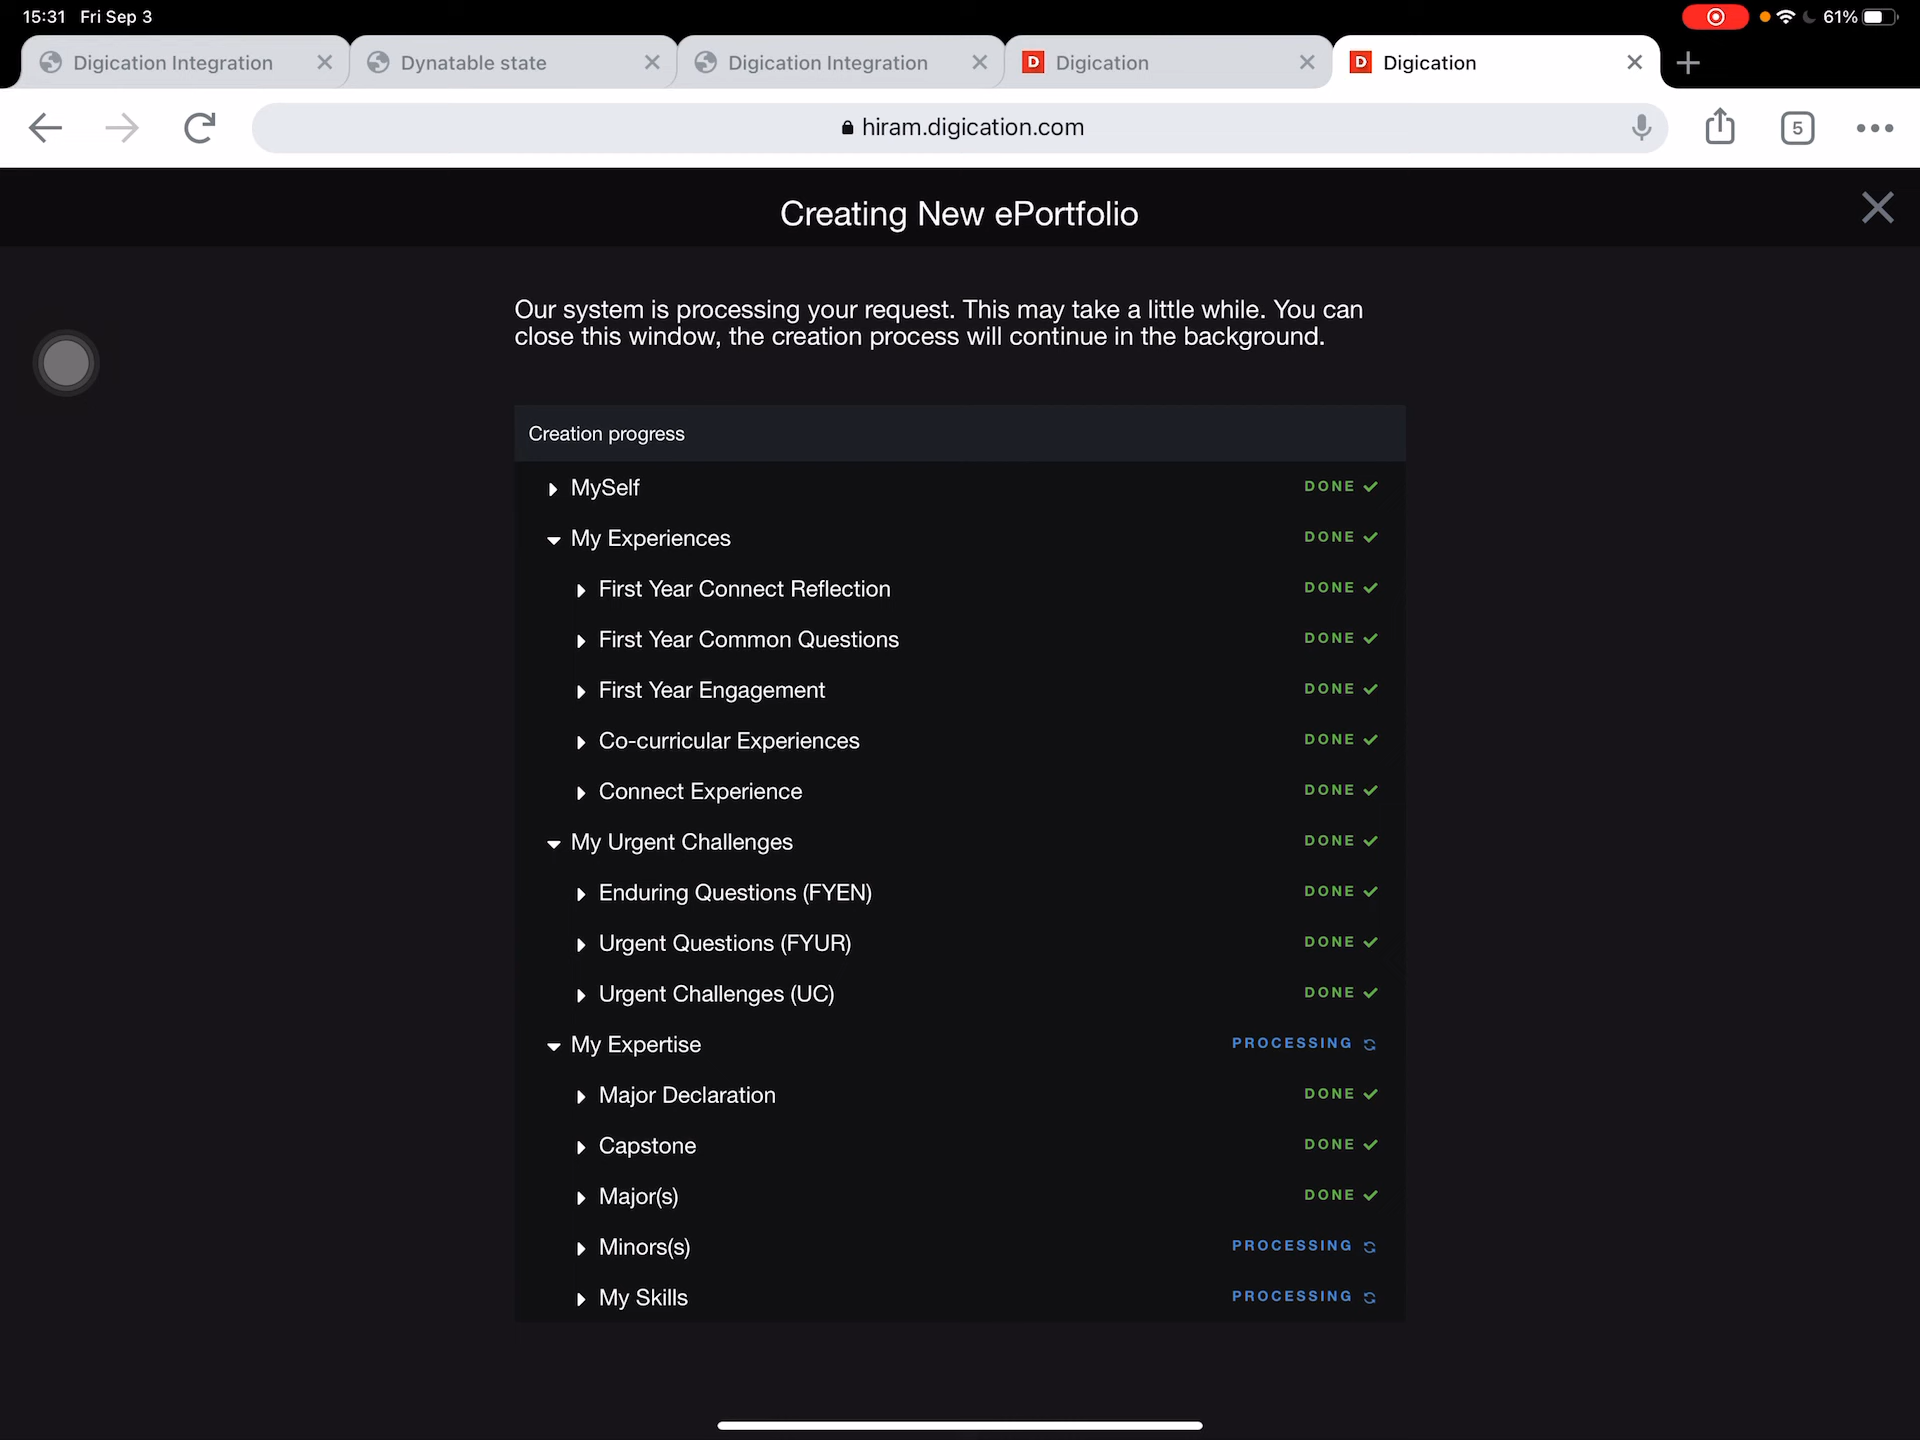 15:31 Fri Sep 3
61%
Digication Integration
Dynatable state
Digication Integration
D Digication
D Digication
hiram.digication.com
5
Creating New ePortfolio
Our system is processing your request. This may take a little while. You can
close this window, the creation process will continue in the background.
Creation progress
MySelf DONE
My Experiences DONE
First Year Connect Reflection DONE
First Year Common Questions DONE
First Year Engagement DONE
Co-curricular Experiences DONE
Connect Experience DONE
My Urgent Challenges DONE
Enduring Questions (FYEN) DONE
Urgent Questions (FYUR) DONE
Urgent Challenges (UC) DONE
My Expertise PROCESSING
Major Declaration DONE
Capstone DONE
Major(s) DONE
Minors(s) PROCESSING
My Skills PROCESSING